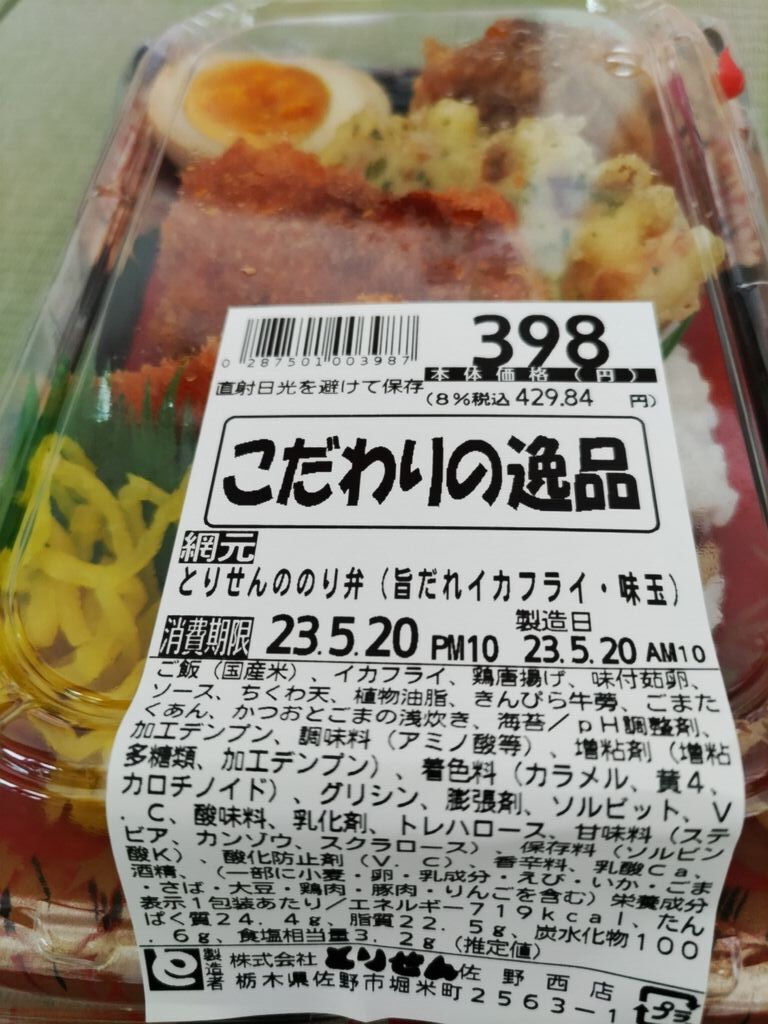 398
0 287501 003987
本体価格(円)
直射日光を避けて保存
(8%税込 429.84 円)
こだわりの逸品
網元
とりせんののり弁(旨だれイカフライ・味玉)
製造日
消費期限 23.5.20 PM10 23.5.20 AM10
ご飯(国産米)、イカフライ、鶏唐揚げ、味付茹卵、
ソース、ちくわ天、植物油脂、きんぴら牛蒡、ごまた
くあん、かつおとごまの浅炊き、海苔/pH調整剤、
加工デンプン、調味料(アミノ酸等)、増粘剤(増粘
多糖類、加工デンプン)、着色料(カラメル、黄4、
カロチノイド)、グリシン、膨張剤、ソルビット、V
.C、酸味料、乳化剤、トレハロース、甘味料(ステ
ビア、カンゾウ、スクラロース)、保存料(ソルビン
酸K)、酸化防止剤(V.C)、香辛料、乳酸Ca、
酒精、(一部に小麦・卵・乳成分・えび・いか・ごま
・さば・大豆・鶏肉・豚肉・りんごを含む)栄養成分
表示1包装あたり/エネルギー719kcal、たん
ぱく質24.4g、脂質22.5g、炭水化物100
.6g、食塩相当量3.2g(推定値)
製造者 株式会社とりせん佐野西店
栃木県佐野市堀米町2563-1
プラ